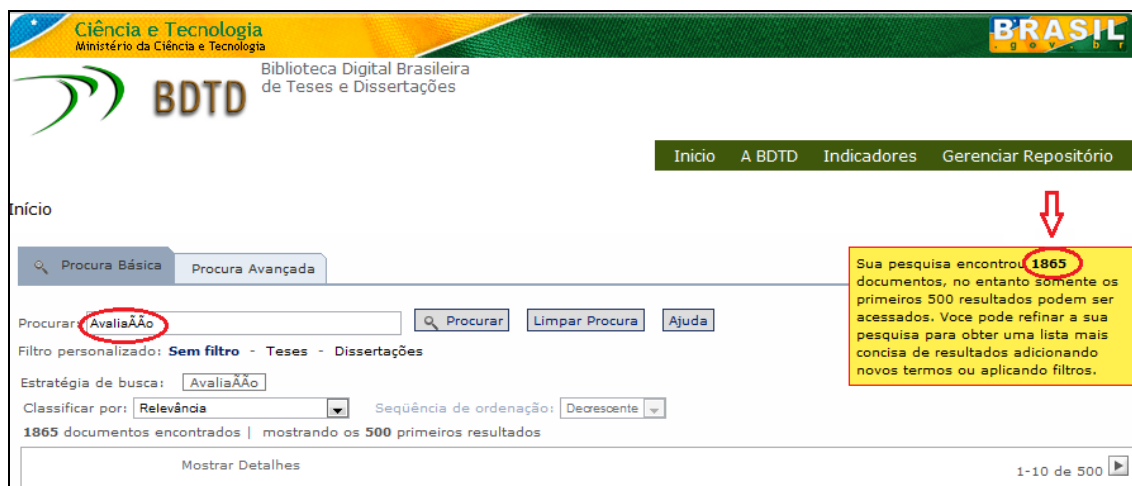 Ciência e Tecnologia
Ministério da Ciência e Tecnologia
BRASIL
. g o v . b r
BDTD
Biblioteca Digital Brasileira
de Teses e Dissertações
Inicio A BDTD Indicadores Gerenciar Repositório
Início
Procura Básica Procura Avançada
Sua pesquisa encontrou 1865
documentos, no entanto somente os
primeiros 500 resultados podem ser
acessados. Voce pode refinar a sua
pesquisa para obter uma lista mais
concisa de resultados adicionando
novos termos ou aplicando filtros.
Procurar: AvaliaÃÃo Procurar Limpar Procura Ajuda
Filtro personalizado: Sem filtro - Teses - Dissertações
Estratégia de busca: AvaliaÃÃo
Classificar por: Relevância Seqüência de ordenação: Decrescente
1865 documentos encontrados | mostrando os 500 primeiros resultados
Mostrar Detalhes
1-10 de 500